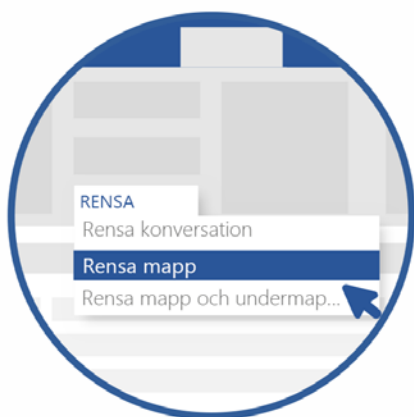 RENSA
Rensa konversation
Rensa mapp
Rensa mapp och undermap...